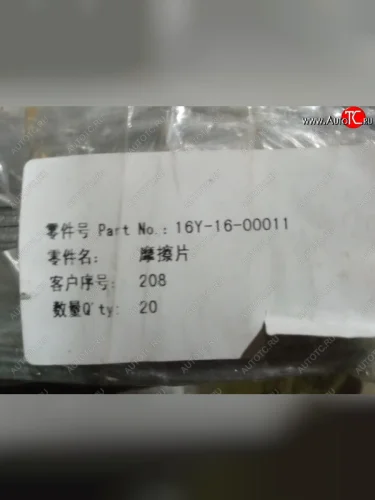 www.AutoTC.ru
零件号 Part No.: 16Y-16-00011
零件名: 摩擦片
客户序号: 208
数量Q'ty: 20